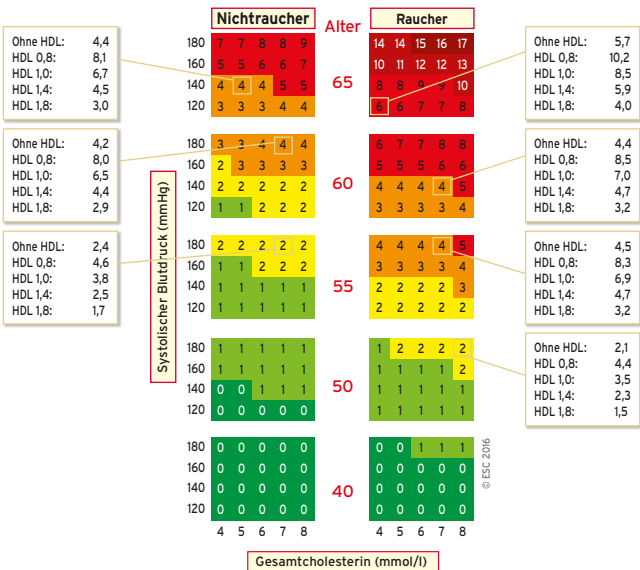 Nichtraucher Alter Raucher
Ohne HDL: 4,4
HDL 0,8: 8,1
HDL 1,0: 6,7
HDL 1,4: 4,5
HDL 1,8: 3,0
180 7 7 8 8 9
160 5 5 6 6 7
140 4 4 4 5 5
120 3 3 3 4 4
65
14 14 15 16 17
10 11 12 12 13
8 8 9 9 10
6 6 7 7 8
Ohne HDL: 5,7
HDL 0,8: 10,2
HDL 1,0: 8,5
HDL 1,4: 5,9
HDL 1,8: 4,0
Ohne HDL: 4,2
HDL 0,8: 8,0
HDL 1,0: 6,5
HDL 1,4: 4,4
HDL 1,8: 2,9
180 3 3 4 4 4
160 2 3 3 3 3
140 2 2 2 2 2
120 1 1 2 2 2
60
6 7 7 8 8
5 5 5 6 6
4 4 4 4 5
3 3 3 3 4
Ohne HDL: 4,4
HDL 0,8: 8,5
HDL 1,0: 7,0
HDL 1,4: 4,7
HDL 1,8: 3,2
Systolischer Blutdruck (mmHg)
Ohne HDL: 2,4
HDL 0,8: 4,6
HDL 1,0: 3,8
HDL 1,4: 2,5
HDL 1,8: 1,7
180 2 2 2 2 2
160 1 1 2 2 2
140 1 1 1 1 1
120 1 1 1 1 1
55
4 4 4 4 5
3 3 3 4 4
2 2 2 2 3
2 2 2 2 2
Ohne HDL: 4,5
HDL 0,8: 8,3
HDL 1,0: 6,9
HDL 1,4: 4,7
HDL 1,8: 3,2
180 1 1 1 1 1
160 1 1 1 1 1
140 0 0 1 1 1
120 0 0 0 0 0
50
1 2 2 2 2
1 1 1 1 2
1 1 1 1 1
1 1 1 1 1
Ohne HDL: 2,1
HDL 0,8: 4,4
HDL 1,0: 3,5
HDL 1,4: 2,3
HDL 1,8: 1,5
180 0 0 0 0 0
160 0 0 0 0 0
140 0 0 0 0 0
120 0 0 0 0 0
40
0 0 1 1 1
0 0 0 0 0
0 0 0 0 0
0 0 0 0 0
© ESC 2016
4 5 6 7 8 4 5 6 7 8
Gesamtcholesterin (mmol/l)